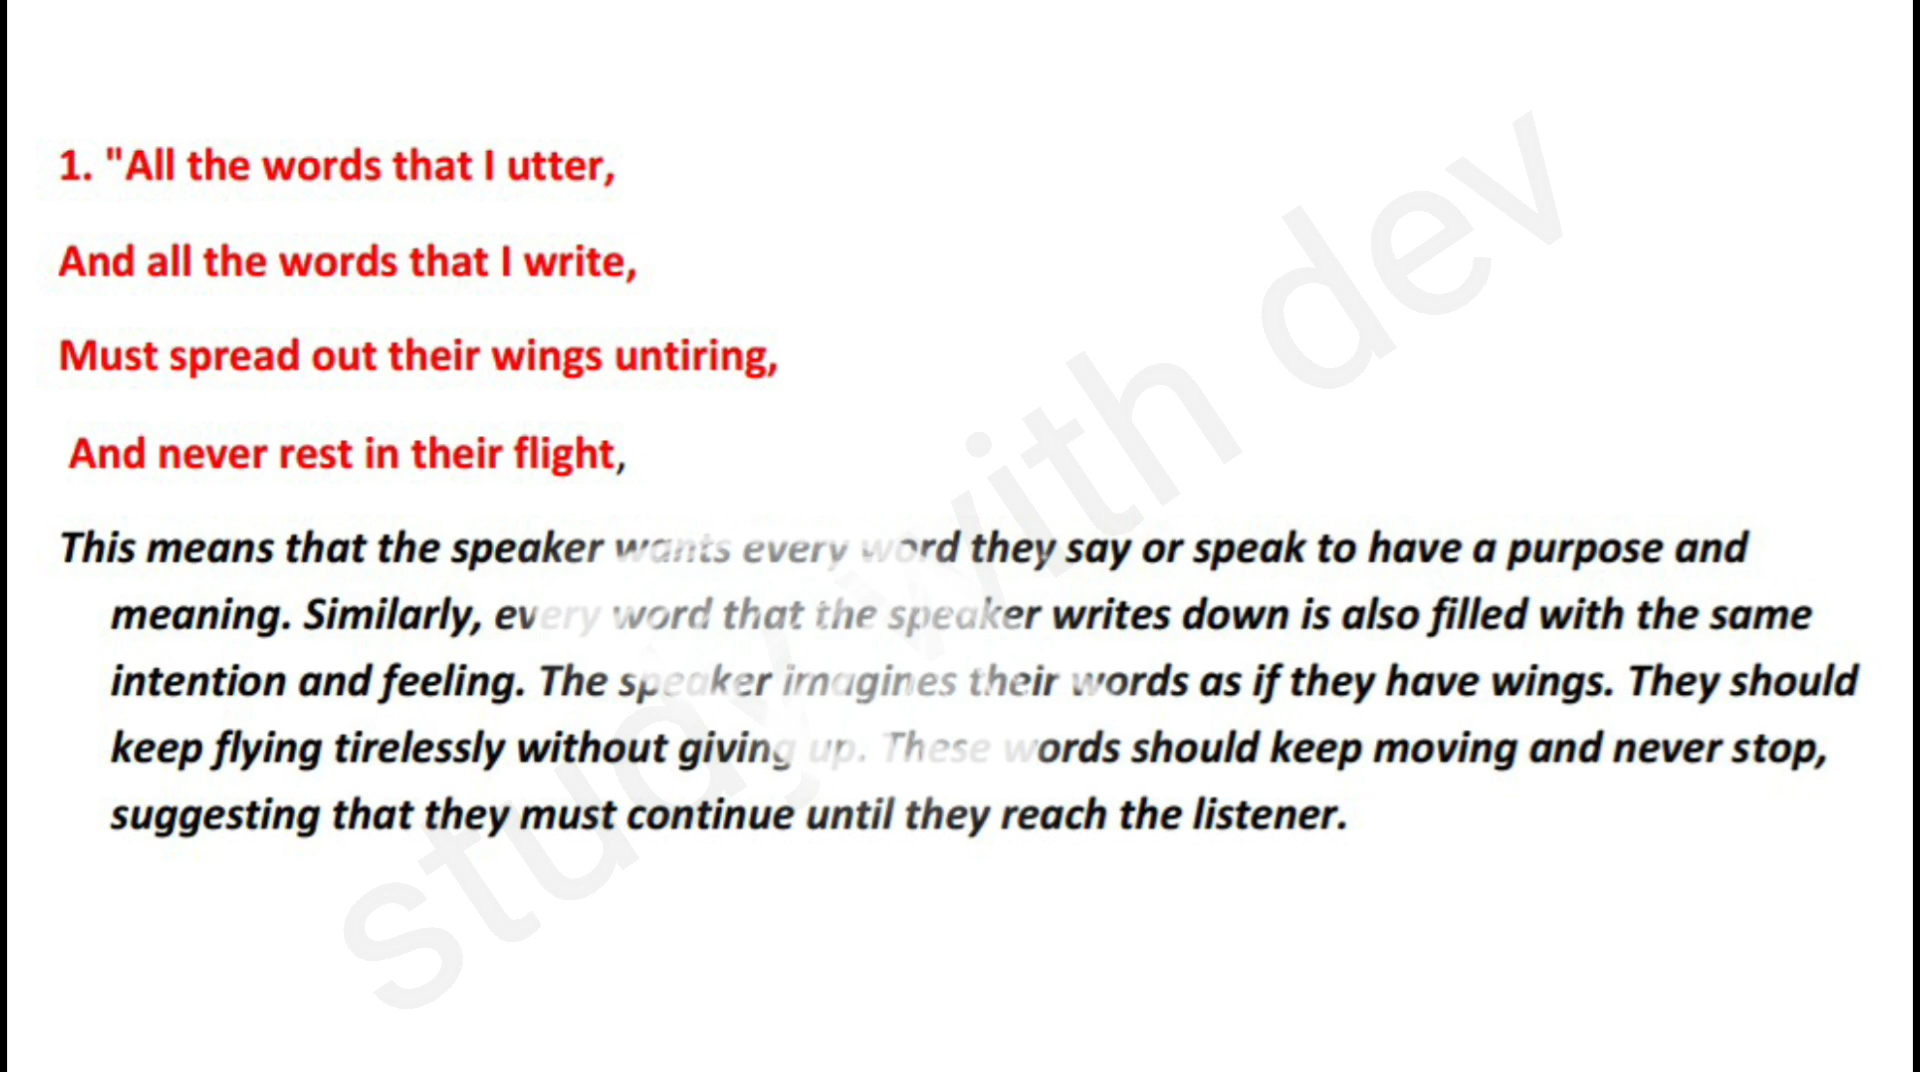 1. "All the words that I utter,
And all the words that I write,
Must spread out their wings untiring,
And never rest in their flight,
This means that the speaker wants every word they say or speak to have a purpose and
meaning. Similarly, every word that the speaker writes down is also filled with the same
intention and feeling. The speaker imagines their words as if they have wings. They should
keep flying tirelessly without giving up. These words should keep moving and never stop,
suggesting that they must continue until they reach the listener.
study with dev